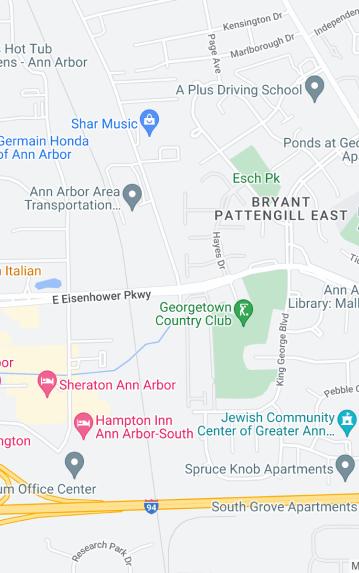 Kensington Dr
Independen
Page Ave
Marlborough Dr
s Hot Tub
ens - Ann Arbor
A Plus Driving School
Shar Music
Germain Honda
of Ann Arbor
Ponds at Geo
Esch Pk
Ann Arbor Area
Transportation...
BRYANT
PATTENGILL EAST
Hayes Dr
Italian
E Eisenhower Pkwy
Ann A
Library: Mall
Georgetown
Country Club
King George Blvd
Sheraton Ann Arbor
Pebble C
Hampton Inn
Ann Arbor-South
Jewish Community
Center of Greater Ann...
ington
Spruce Knob Apartments
um Office Center
94
South Grove Apartments
Research Park Dr